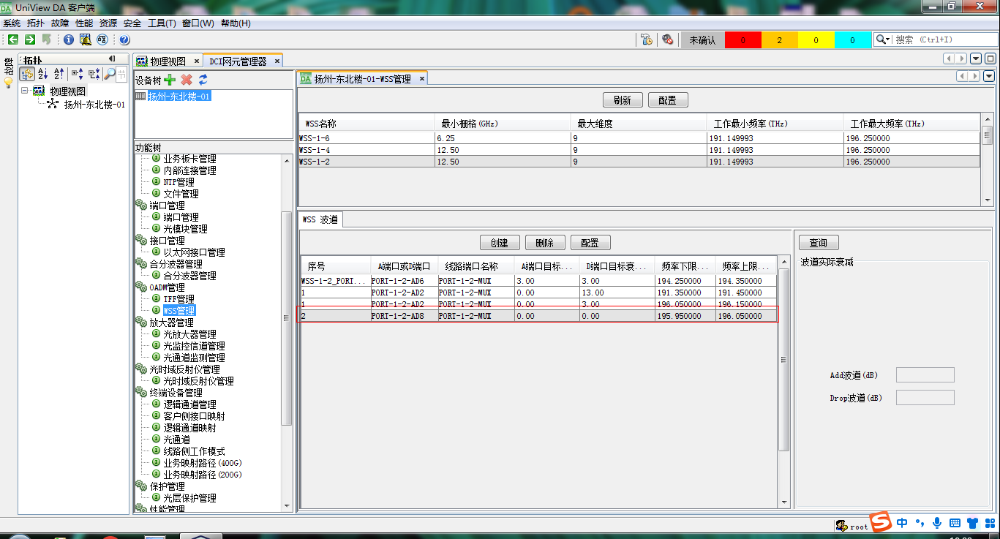 UniView DA 客户端
系统 拓扑 故障 性能 资源 安全 工具(T) 窗口(W) 帮助(H)
未确认 0 2 0 0 搜索 (Ctrl+I)
拓扑
物理视图
扬州-东北楼-01
物理视图 DCI网元管理器
设备树
扬州-东北楼-01
功能树
业务板卡管理
内部连接管理
NTP管理
文件管理
端口管理
端口管理
光模块管理
接口管理
以太网接口管理
合分波器管理
合分波器管理
OADM管理
TFF管理
WSS管理
放大器管理
光放大器管理
光监控信道管理
光通道监测管理
光时域反射仪管理
光时域反射仪管理
终端设备管理
逻辑通道管理
客户侧接口映射
逻辑通道映射
光通道
线路侧工作模式
业务映射路径(400G)
业务映射路径(200G)
保护管理
光层保护管理
性能管理
扬州-东北楼-01-WSS管理
刷新 配置
WSS名称 最小栅格(GHz) 最大维度 工作最小频率(THz) 工作最大频率(THz)
WSS-1-6 6.25 9 191.149993 196.250000
WSS-1-4 12.50 9 191.149993 196.250000
WSS-1-2 12.50 9 191.149993 196.250000
WSS 波道
创建 删除 配置
序号 A端口或D端口 线路端口名称 A端口目标... D端口目标衰... 频率下限... 频率上限...
WSS-1-2_PORT... PORT-1-2-AD6 PORT-1-2-MUX 3.00 3.00 194.250000 194.350000
1 PORT-1-2-AD2 PORT-1-2-MUX 0.00 13.00 191.350000 191.450000
1 PORT-1-2-AD2 PORT-1-2-MUX 0.00 3.00 196.050000 196.150000
2 PORT-1-2-AD8 PORT-1-2-MUX 0.00 0.00 195.950000 196.050000
查询
波道实际衰减
Add波道(dB)
Drop波道(dB)
root
中